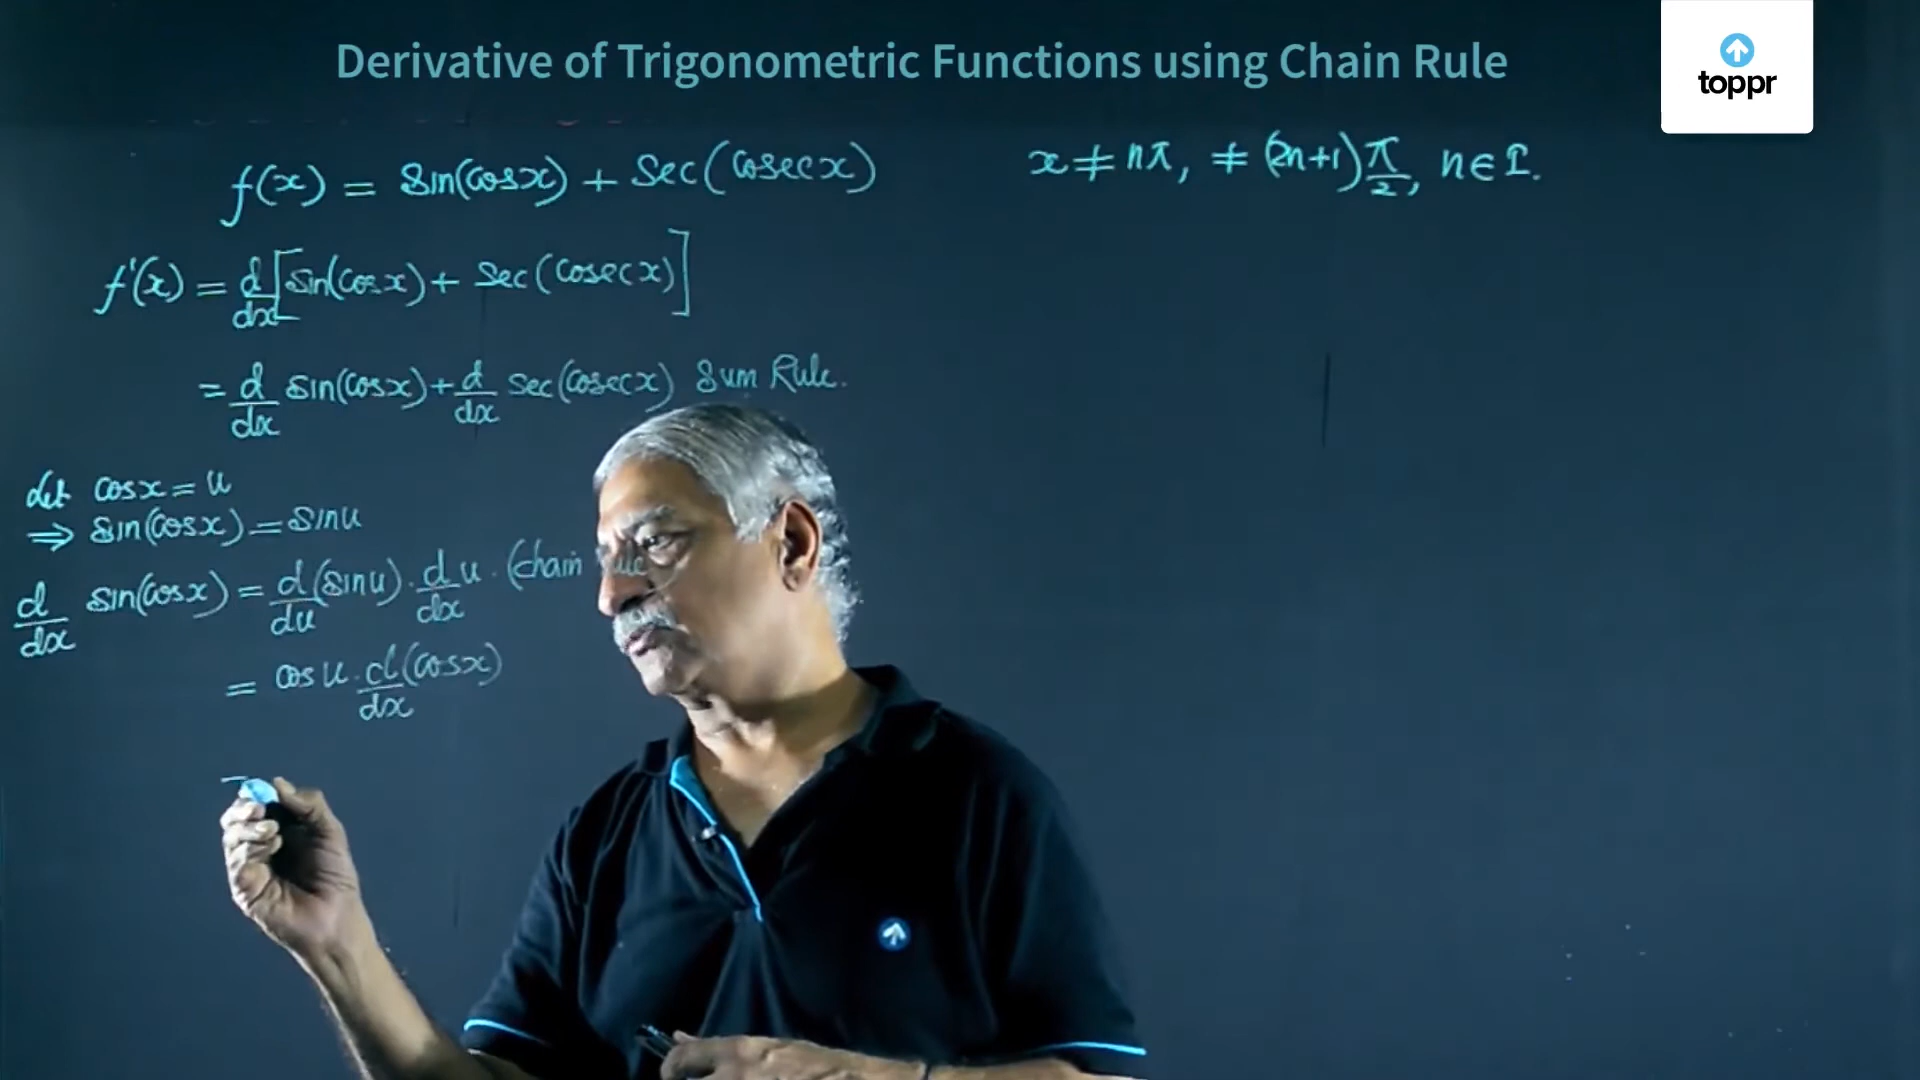 Derivative of Trigonometric Functions using Chain Rule
toppr
f(x) = Sin(Cosx) + Sec(Cosecx)
x ≠ nπ, ≠ (2n+1)π/2, n ∈ I.
f'(x) = d/dx [Sin(Cosx) + Sec(Cosecx)]
= d/dx Sin(Cosx) + d/dx Sec(Cosecx) Sum Rule.
Let Cosx = u
⇒ Sin(Cosx) = Sinu
d/dx Sin(Cosx) = d/du (Sinu) · d/dx u · (Chain
= Cosu · d/dx (Cosx)